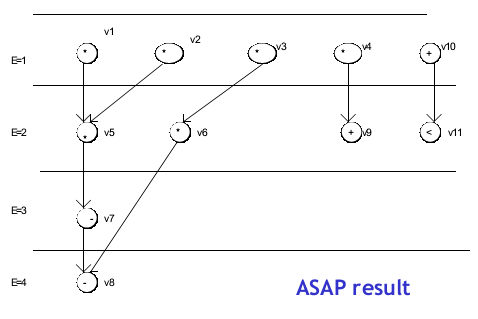 v1
v2
E=1 * * * v3 * v4 + v10
E=2 * v5 * v6 + v9 < v11
E=3 - v7
E=4 - v8
ASAP result